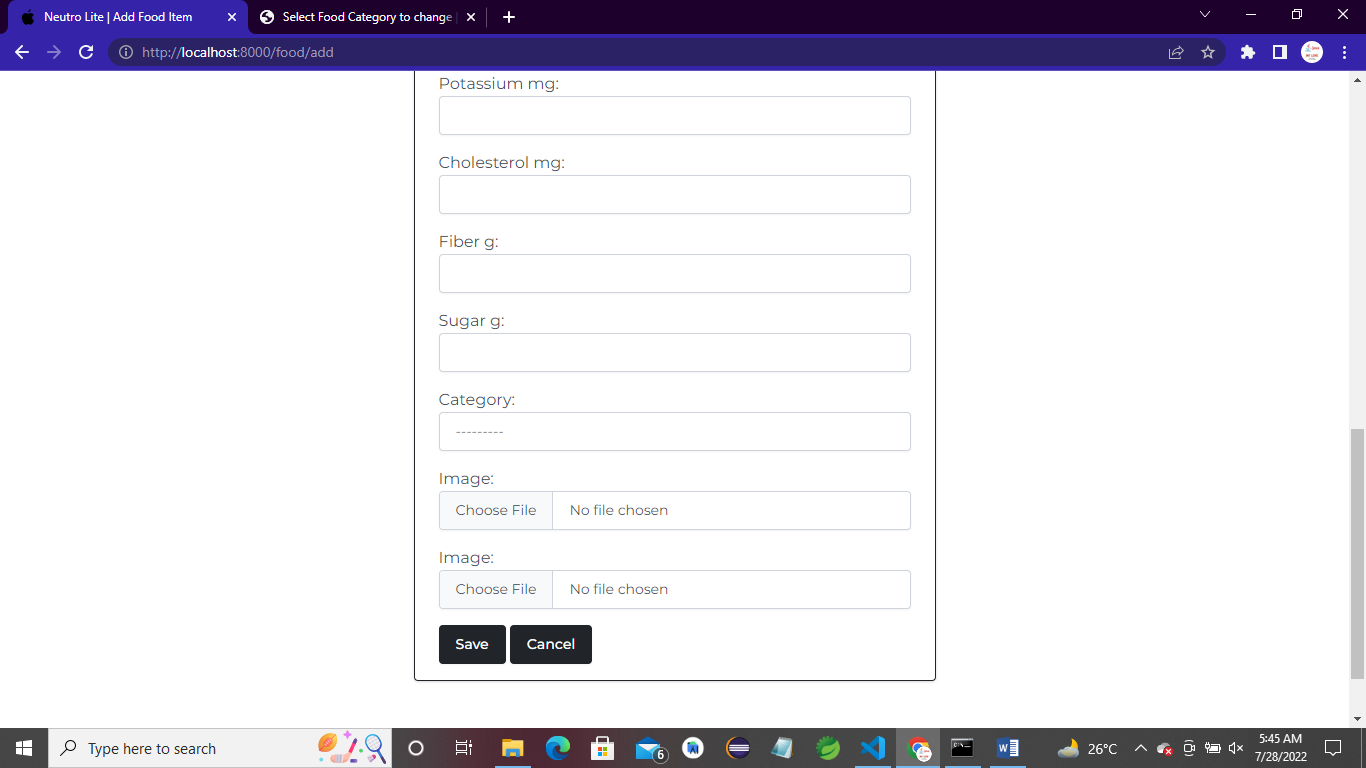 Neutro Lite | Add Food Item
Select Food Category to change
http://localhost:8000/food/add
Potassium mg:
Cholesterol mg:
Fiber g:
Sugar g:
Category:
---------
Image:
Choose File No file chosen
Image:
Choose File No file chosen
Save Cancel
Type here to search
6
26°C
5:45 AM
7/28/2022